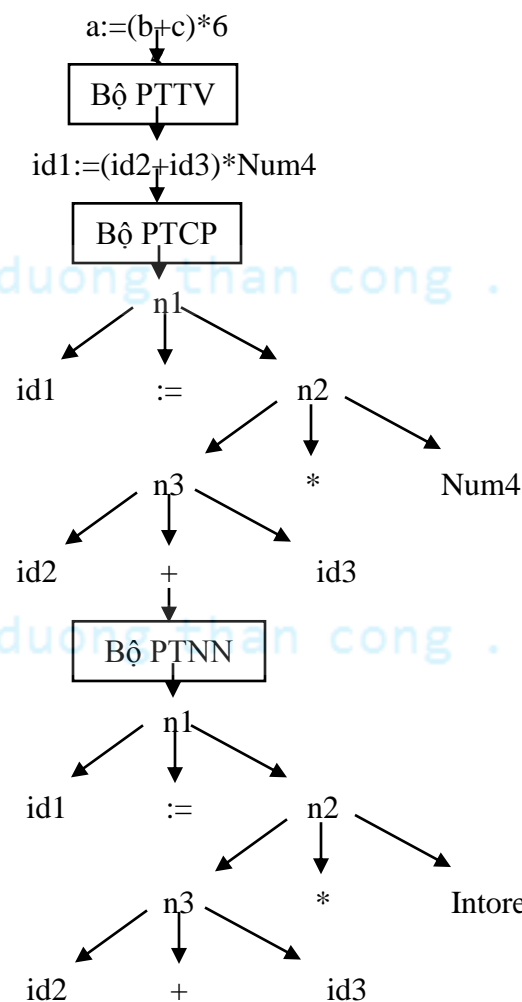 a:=(b+c)*6
Bộ PTTV
id1:=(id2+id3)*Num4
Bộ PTCP
duong than cong .
n1
id1 := n2
n3 * Num4
id2 + id3
duong than cong .
Bộ PTNN
n1
id1 := n2
n3 * Intore
id2 + id3